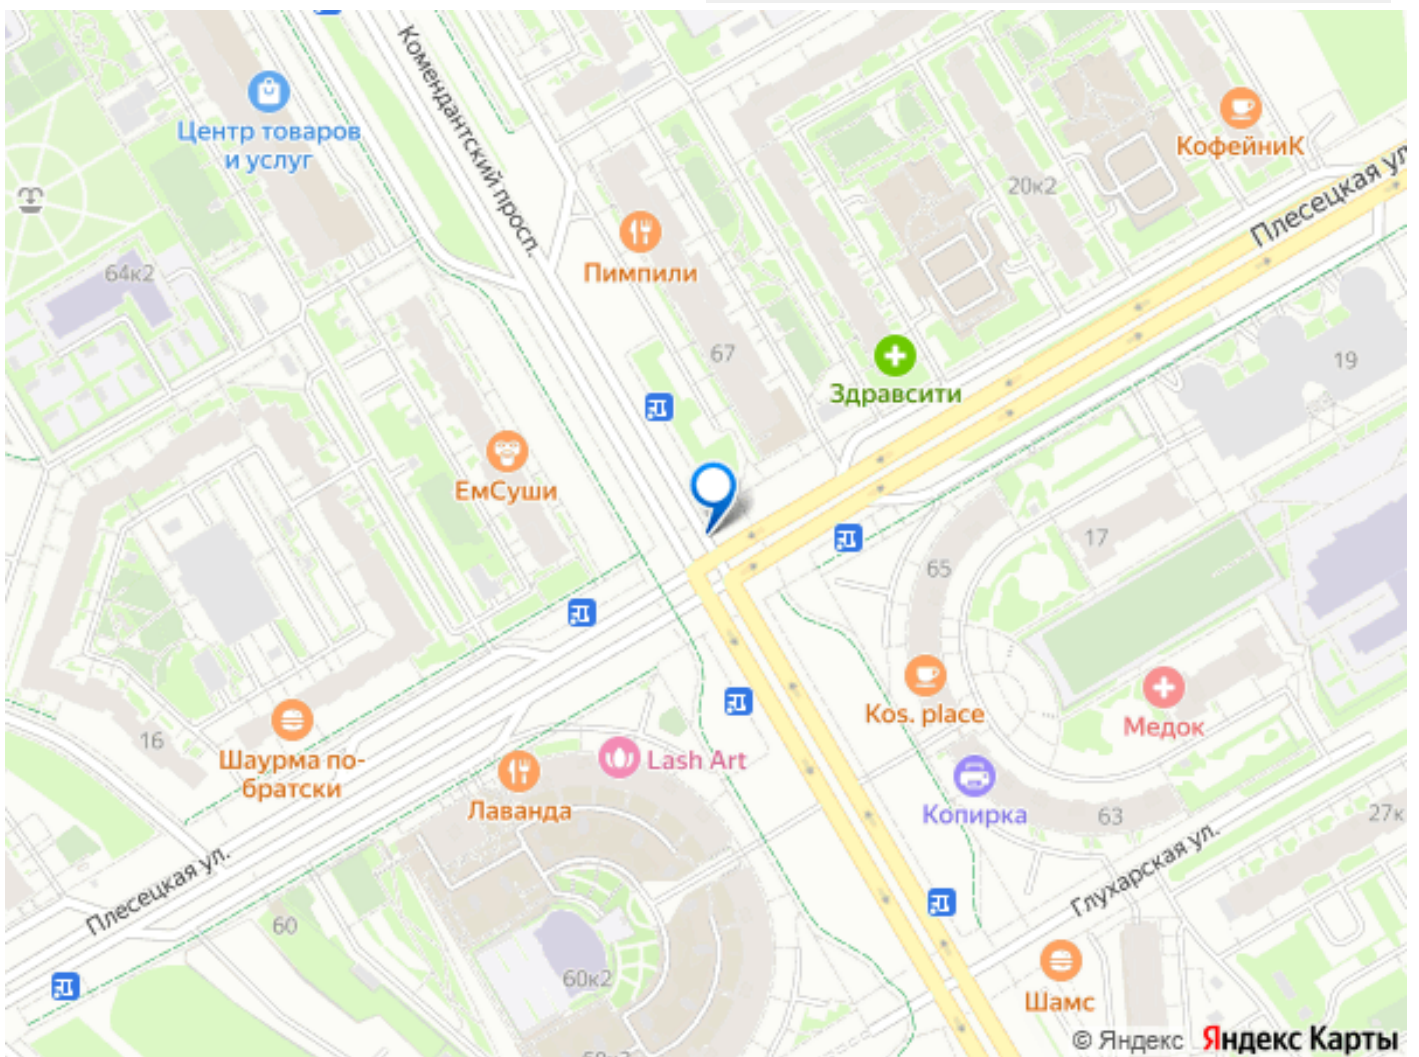 Комендантский просп.
Центр товаров
и услуг
КофейниК
20к2
Плесецкая ул.
Пимпили
64к2
67
19
Здравсити
ЕмСуши
17
65
Kos. place
Медок
16
Шаурма по-
братски
Lash Art
Лаванда
Копирка
63
27к
Глухарская ул.
Плесецкая ул.
60
60к2
Шамс
© Яндекс Яндекс Карты